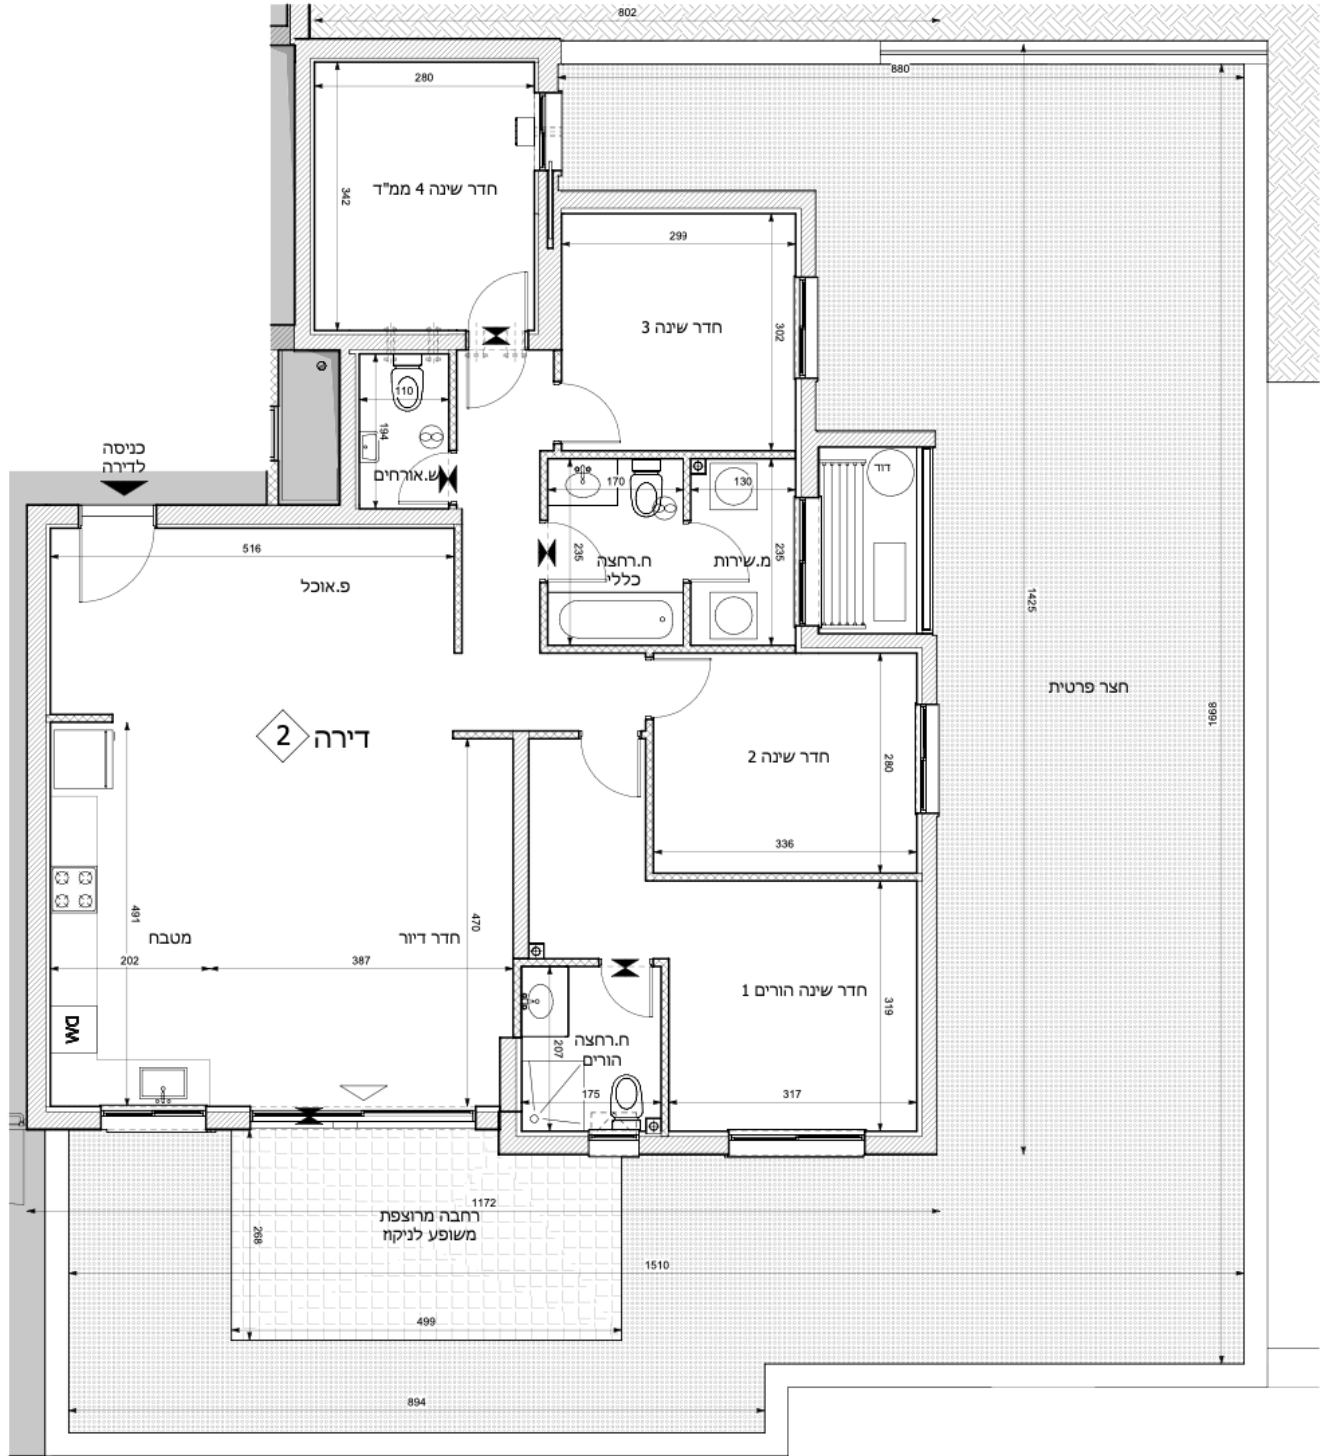 802
880
280
חדר שינה 4 ממ"ד
342
299
חדר שינה 3
302
110
194
ש.אורחים
כניסה
לדירה
דוד
170
130
ח.רחצה
כללי
235
מ.שירות
235
516
פ.אוכל
1425
חצר פרטית
1668
דירה 2
חדר שינה 2
280
336
491
מטבח
חדר דיור
470
202
387
חדר שינה הורים 1
319
ח.רחצה
הורים
207
175
317
DW
1172
רחבה מרוצפת
משופע לניקוז
268
1510
499
894